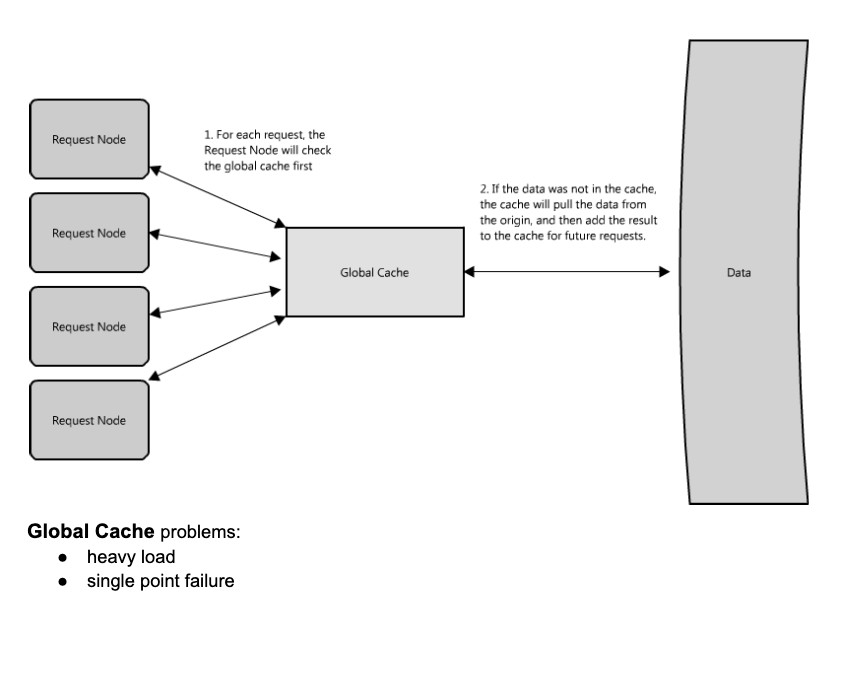 Request Node
1. For each request, the
Request Node will check
the global cache first
2. If the data was not in the cache,
the cache will pull the data from
the origin, and then add the result
to the cache for future requests.
Request Node
Global Cache
Data
Request Node
Request Node
Global Cache problems:
● heavy load
● single point failure